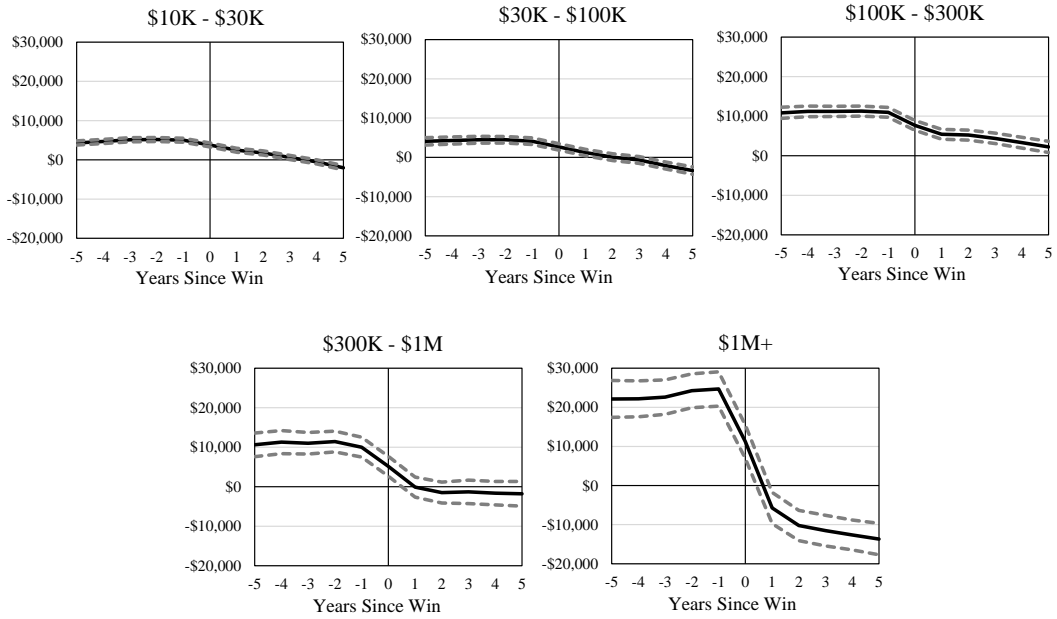 $10K - $30K
$30,000
$20,000
$10,000
$0
-$10,000
-$20,000
-5 -4 -3 -2 -1 0 1 2 3 4 5
Years Since Win
$30K - $100K
$30,000
$20,000
$10,000
$0
-$10,000
-$20,000
-5 -4 -3 -2 -1 0 1 2 3 4 5
Years Since Win
$100K - $300K
$30,000
$20,000
$10,000
$0
-$10,000
-$20,000
-5 -4 -3 -2 -1 0 1 2 3 4 5
Years Since Win
$300K - $1M
$30,000
$20,000
$10,000
$0
-$10,000
-$20,000
-5 -4 -3 -2 -1 0 1 2 3 4 5
Years Since Win
$1M+
$30,000
$20,000
$10,000
$0
-$10,000
-$20,000
-5 -4 -3 -2 -1 0 1 2 3 4 5
Years Since Win